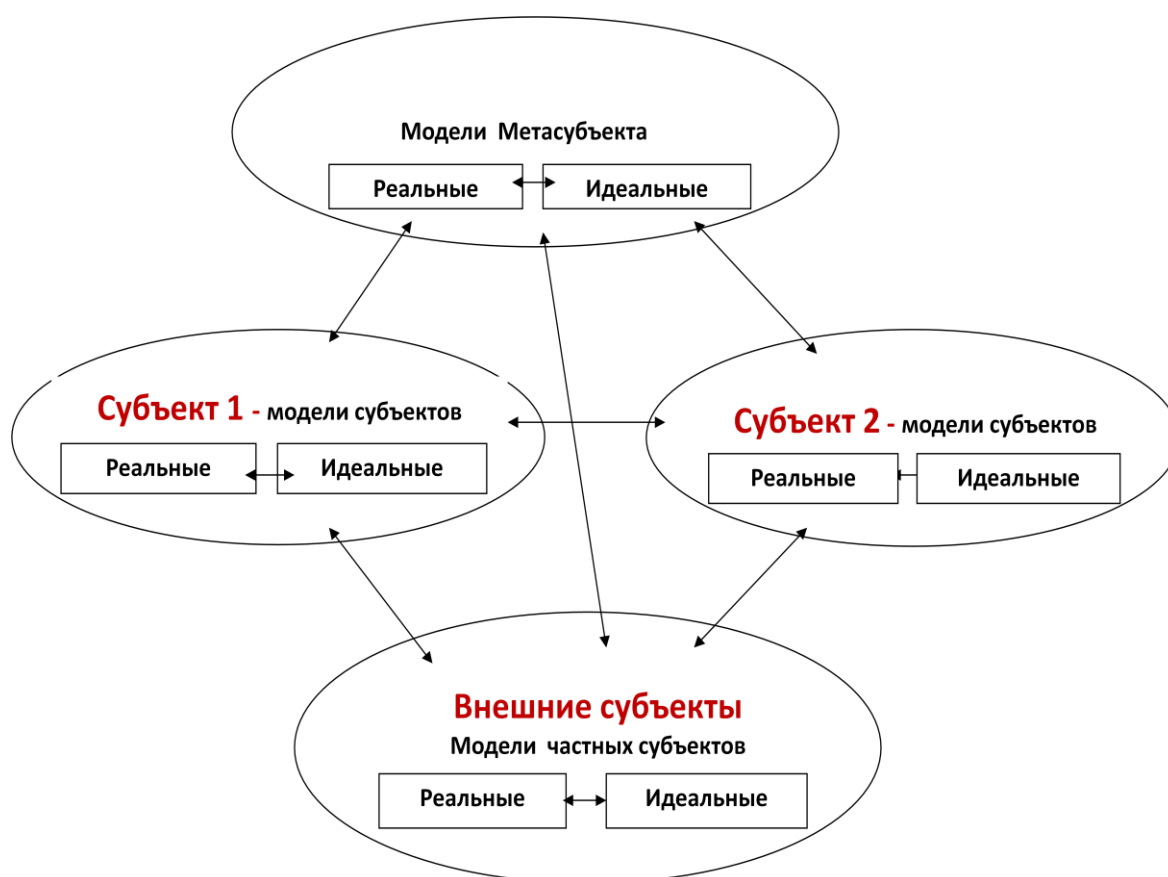 Модели Метасубъекта
Реальные
Идеальные
Субъект 1 - модели субъектов
Реальные
Идеальные
Субъект 2 - модели субъектов
Реальные
Идеальные
Внешние субъекты
Модели частных субъектов
Реальные
Идеальные